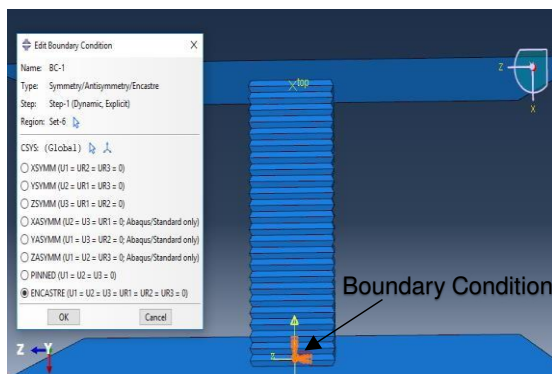 Edit Boundary Condition X
Name: BC-1
Type: Symmetry/Antisymmetry/Encastre
Step: Step-1 (Dynamic, Explicit)
Region: Set-6
CSYS: (Global)
XSYMM (U1 = UR2 = UR3 = 0)
YSYMM (U2 = UR1 = UR3 = 0)
ZSYMM (U3 = UR1 = UR2 = 0)
XASYMM (U2 = U3 = UR1 = 0; Abaqus/Standard only)
YASYMM (U1 = U3 = UR2 = 0; Abaqus/Standard only)
ZASYMM (U1 = U2 = UR3 = 0; Abaqus/Standard only)
PINNED (U1 = U2 = U3 = 0)
ENCASTRE (U1 = U2 = U3 = UR1 = UR2 = UR3 = 0)
OK Cancel
top
Z
X
Boundary Condition
Z Y
z